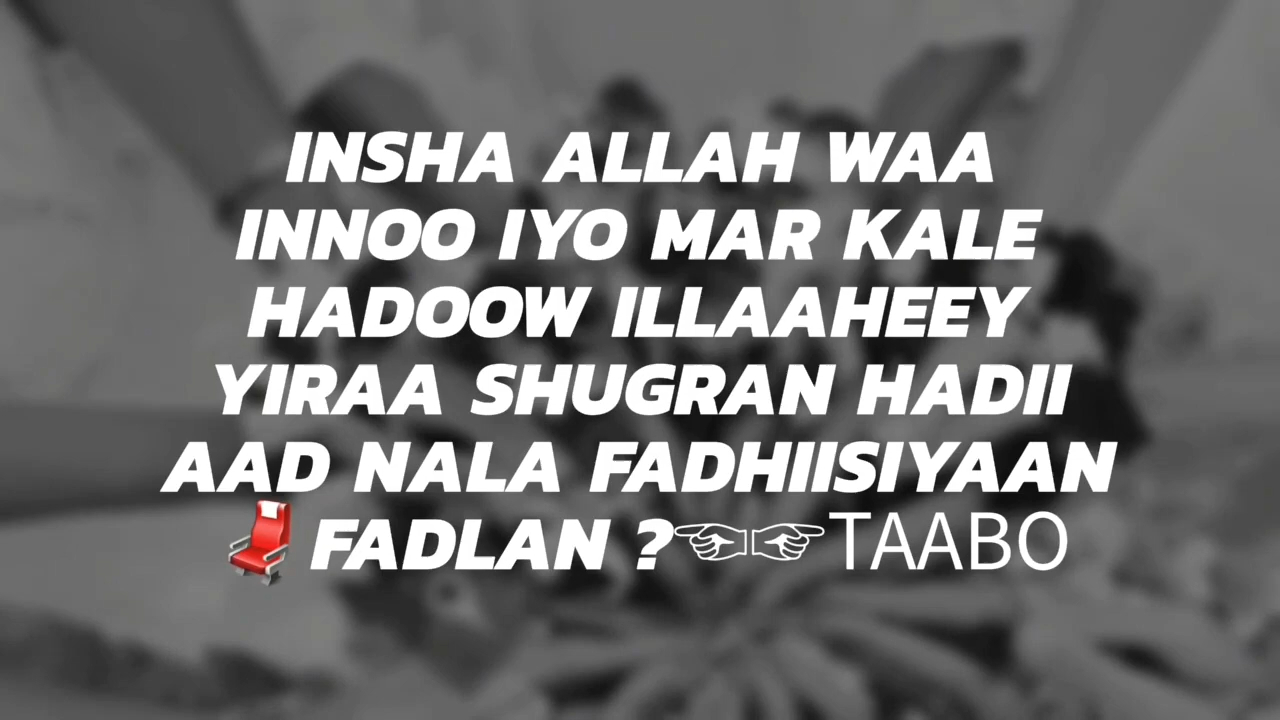 INSHA ALLAH WAA
INNOO IYO MAR KALE
HADOOW ILLAAHEEY
YIRAA SHUGRAN HADII
AAD NALA FADHIISIYAAN
💺FADLAN ?👈👉TAABO